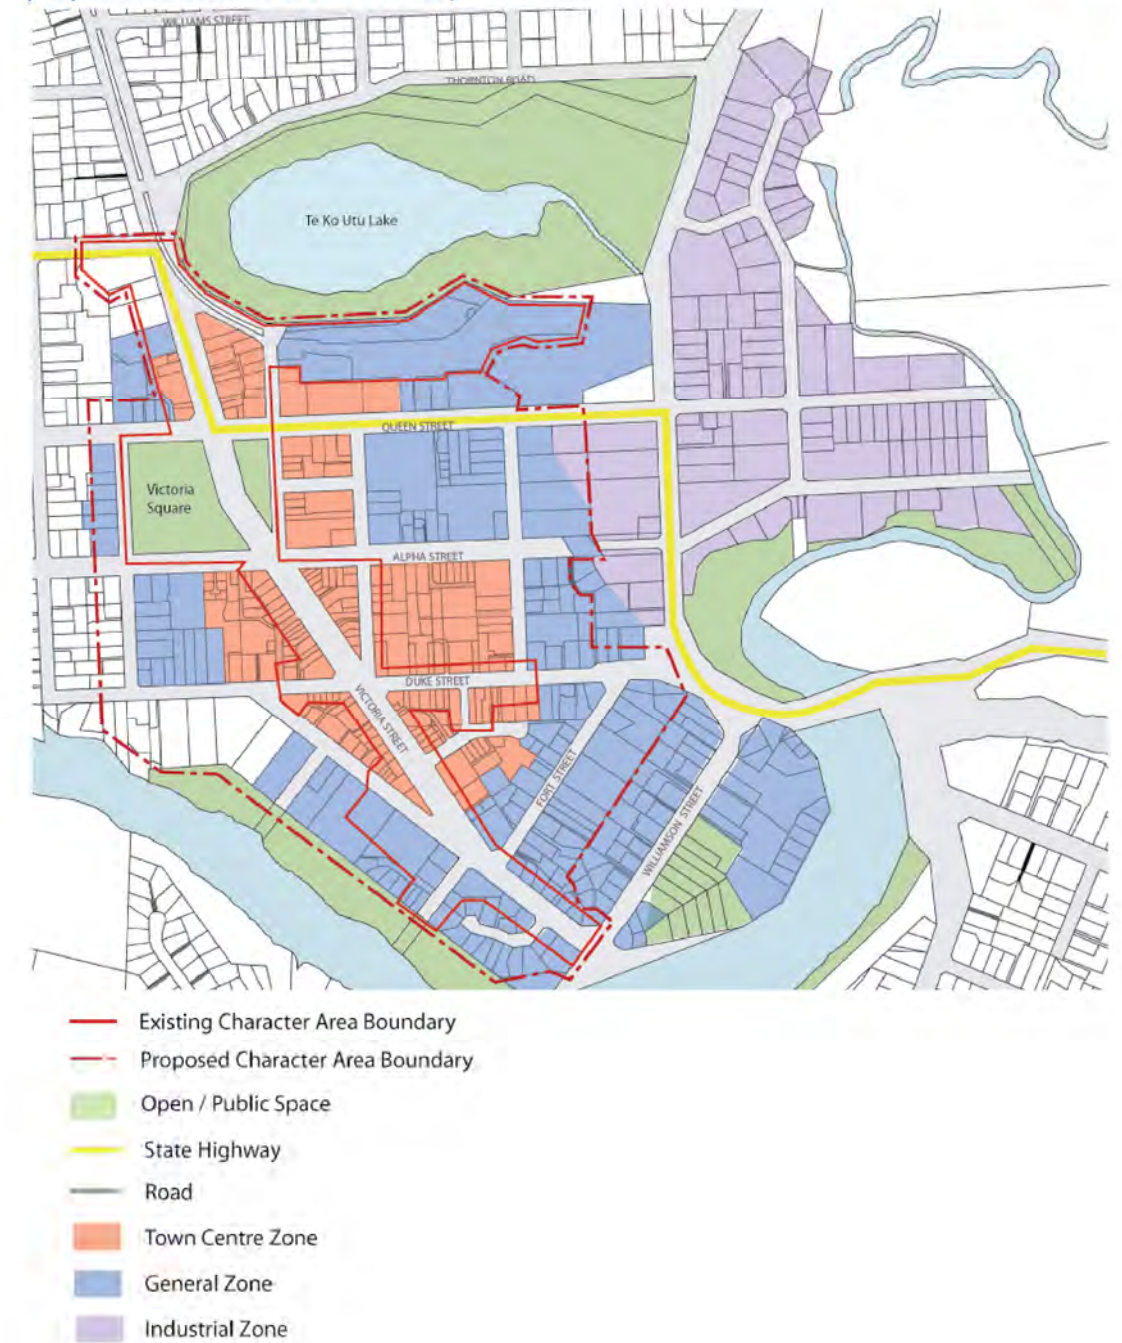 WILLIAMS STREET
THORNTON ROAD
Te Ko Utu Lake
QUEEN STREET
Victoria
Square
ALPHA STREET
DUKE STREET
VICTORIA STREET
FORT STREET
WILLIAMSON STREET
Existing Character Area Boundary
Proposed Character Area Boundary
Open / Public Space
State Highway
Road
Town Centre Zone
General Zone
Industrial Zone